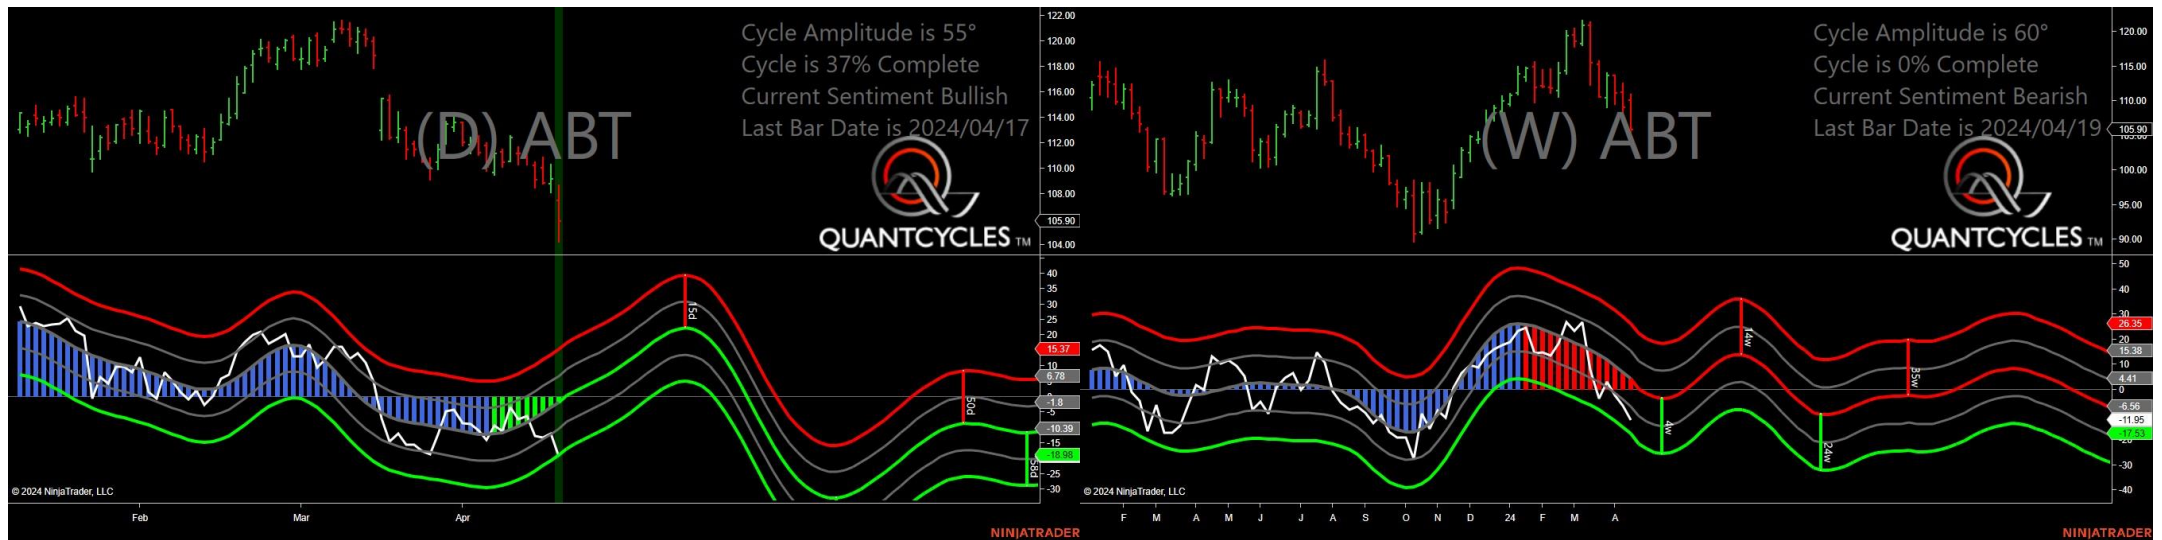 Cycle Amplitude is 55°
Cycle is 37% Complete
Current Sentiment Bullish
Last Bar Date is 2024/04/17
(D) ABT
QUANTCYCLES TM
122.00
120.00
118.00
116.00
114.00
112.00
110.00
108.00
105.90
104.00
40
35
30
25
20
15.37
10
6.78
-1.8
-5
-10.39
-15
-18.98
-25
-30
15d
50d
58d
© 2024 NinjaTrader, LLC
Feb
Mar
Apr
NINJATRADER
Cycle Amplitude is 60°
Cycle is 0% Complete
Current Sentiment Bearish
Last Bar Date is 2024/04/19
(W) ABT
QUANTCYCLES TM
120.00
115.00
110.00
105.90
100.00
95.00
90.00
50
40
30
26.35
20
15.38
10
4.41
0
-6.56
-11.95
-17.53
-30
-40
4w
14w
24w
35w
© 2024 NinjaTrader, LLC
F M A M J J A S O N D 24 F M A
NINJATRADER